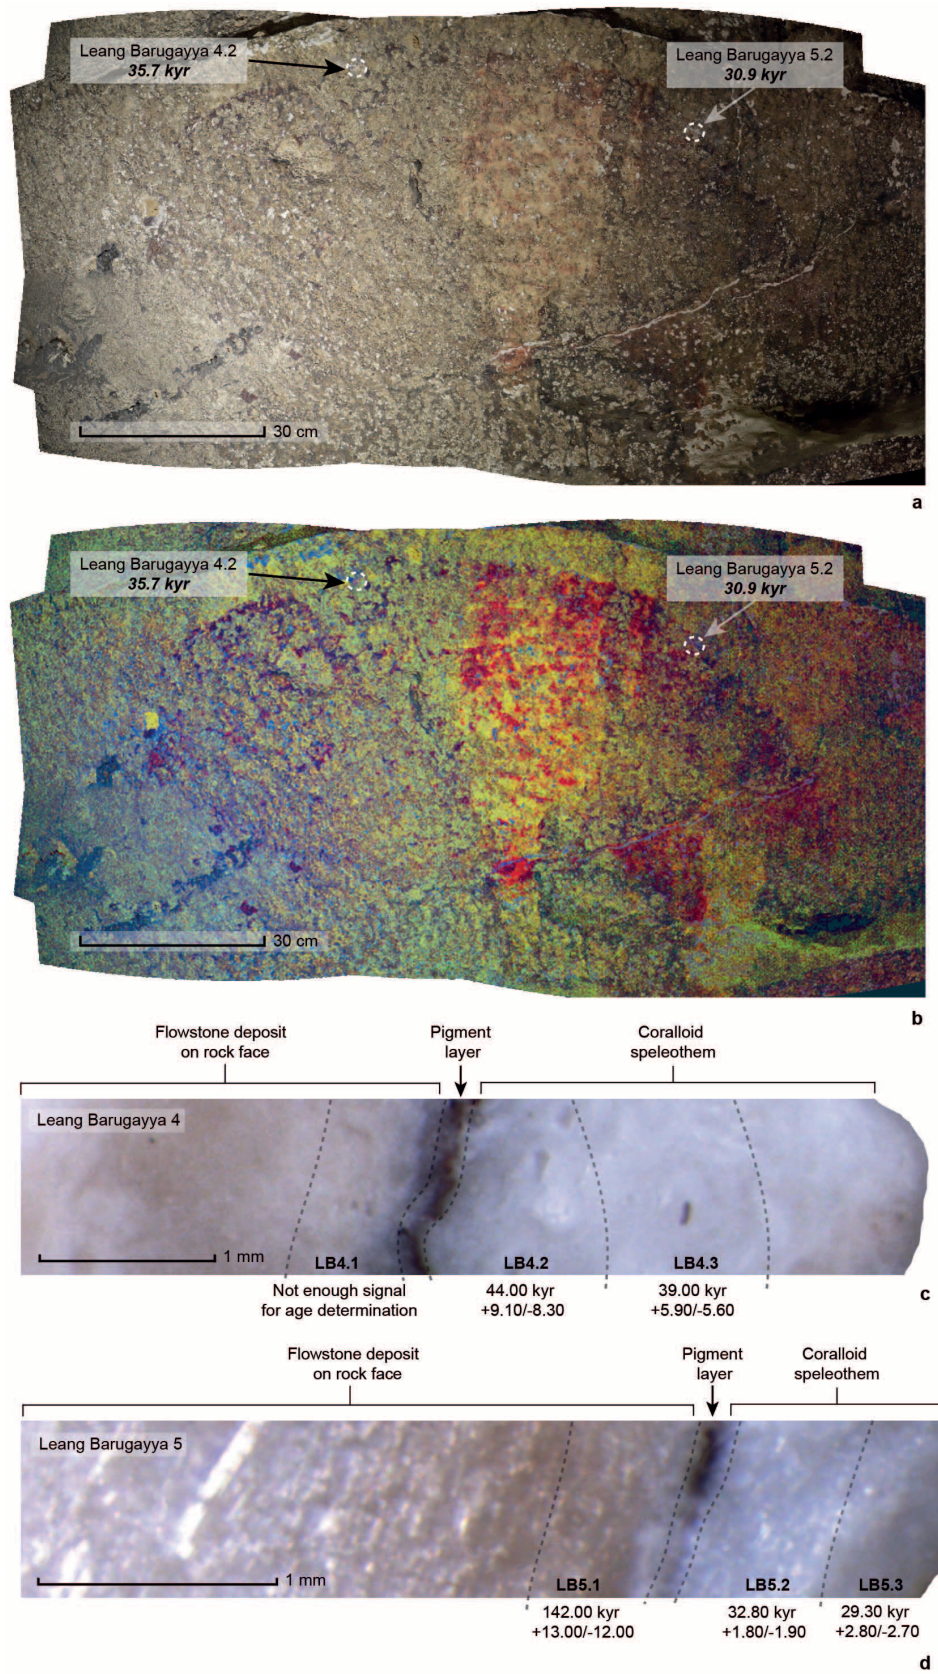 Leang Barugayya 4.2
35.7 kyr
Leang Barugayya 5.2
30.9 kyr
30 cm
a
Leang Barugayya 4.2
35.7 kyr
Leang Barugayya 5.2
30.9 kyr
30 cm
b
Flowstone deposit
on rock face
Pigment
layer
Coralloid
speleothem
Leang Barugayya 4
1 mm
LB4.1
LB4.2
LB4.3
Not enough signal
for age determination
44.00 kyr
+9.10/-8.30
39.00 kyr
+5.90/-5.60
c
Flowstone deposit
on rock face
Pigment
layer
Coralloid
speleothem
Leang Barugayya 5
1 mm
LB5.1
LB5.2
LB5.3
142.00 kyr
+13.00/-12.00
32.80 kyr
+1.80/-1.90
29.30 kyr
+2.80/-2.70
d